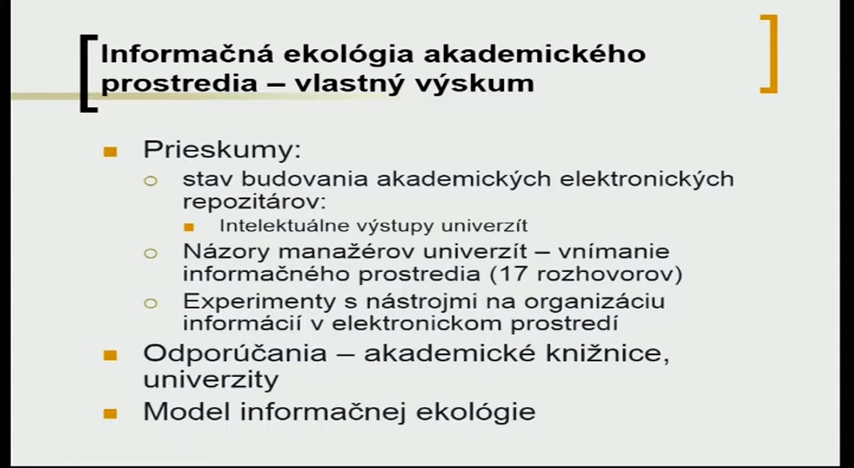 Informačná ekológia akademického
prostredia – vlastný výskum
Prieskumy:
stav budovania akademických elektronických
repozitárov:
Intelektuálne výstupy univerzít
Názory manažérov univerzít – vnímanie
informačného prostredia (17 rozhovorov)
Experimenty s nástrojmi na organizáciu
informácií v elektronickom prostredí
Odporúčania – akademické knižnice,
univerzity
Model informačnej ekológie